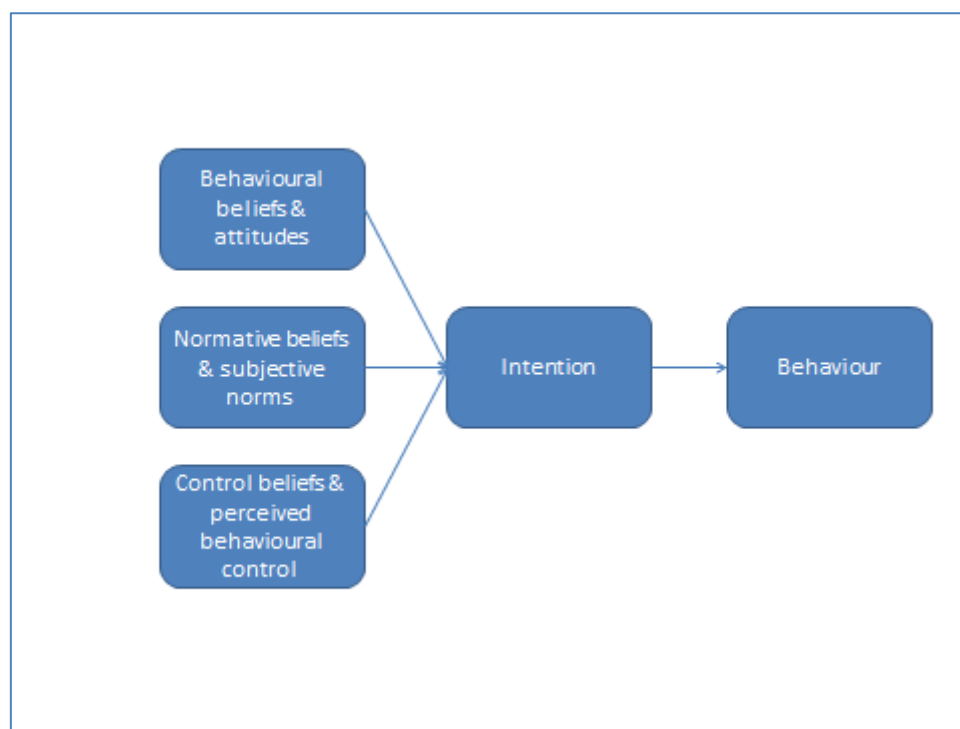 Behavioural
beliefs &
attitudes
Normative beliefs
& subjective
norms
Control beliefs &
perceived
behavioural
control
Intention
Behaviour